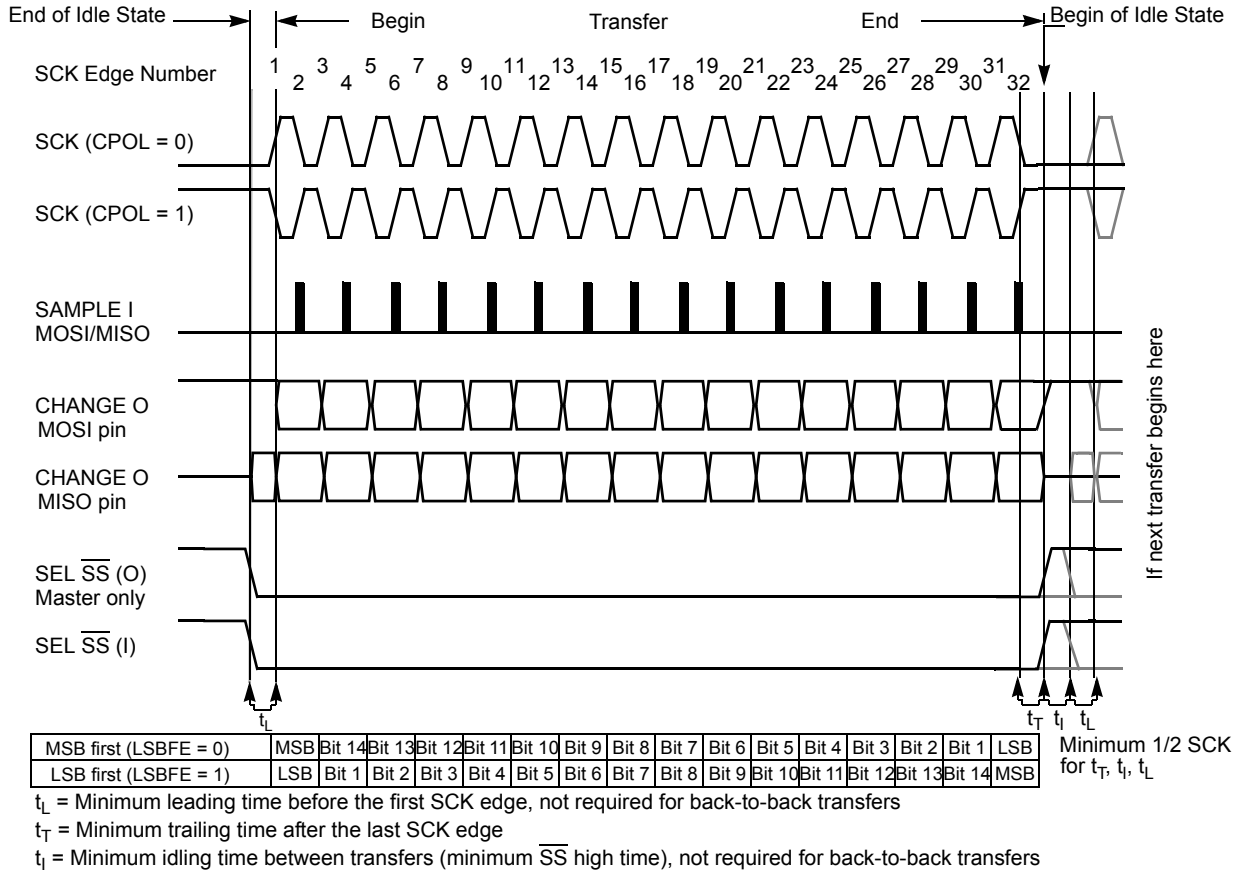 End of Idle State Begin Transfer End Begin of Idle State
SCK Edge Number 1 2 3 4 5 6 7 8 9 10 11 12 13 14 15 16 17 18 19 20 21 22 23 24 25 26 27 28 29 30 31 32
SCK (CPOL = 0)
SCK (CPOL = 1)
SAMPLE I
MOSI/MISO
CHANGE O
MOSI pin
CHANGE O
MISO pin
SEL SS (O)
Master only
SEL SS (I)
If next transfer begins here
tL tT tI tL
MSB first (LSBFE = 0) MSB Bit 14 Bit 13 Bit 12 Bit 11 Bit 10 Bit 9 Bit 8 Bit 7 Bit 6 Bit 5 Bit 4 Bit 3 Bit 2 Bit 1 LSB
LSB first (LSBFE = 1) LSB Bit 1 Bit 2 Bit 3 Bit 4 Bit 5 Bit 6 Bit 7 Bit 8 Bit 9 Bit 10 Bit 11 Bit 12 Bit 13 Bit 14 MSB
Minimum 1/2 SCK
for tT, tI, tL
tL = Minimum leading time before the first SCK edge, not required for back-to-back transfers
tT = Minimum trailing time after the last SCK edge
tI = Minimum idling time between transfers (minimum SS high time), not required for back-to-back transfers